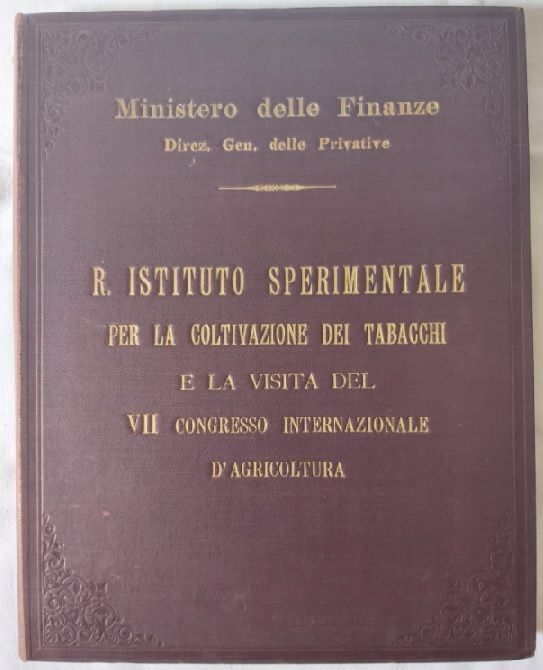 Ministero delle Finanze
Direz. Gen. delle Privative
R. ISTITUTO SPERIMENTALE
PER LA COLTIVAZIONE DEI TABACCHI
E LA VISITA DEL
VII CONGRESSO INTERNAZIONALE
D'AGRICOLTURA